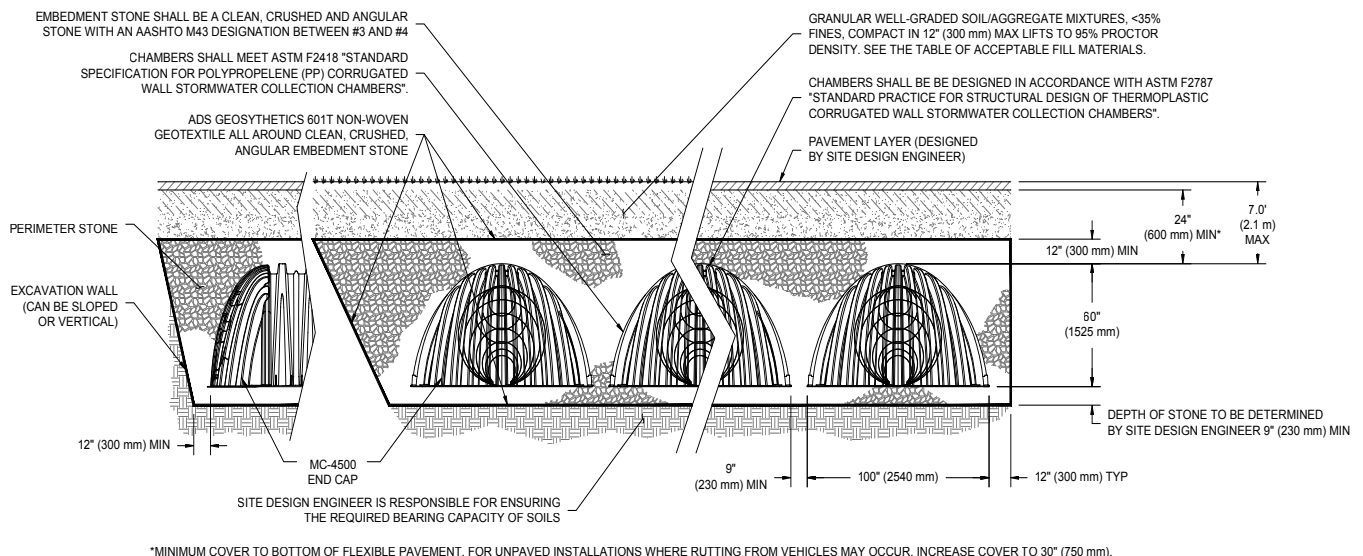 EMBEDMENT STONE SHALL BE A CLEAN, CRUSHED AND ANGULAR
STONE WITH AN AASHTO M43 DESIGNATION BETWEEN #3 AND #4
CHAMBERS SHALL MEET ASTM F2418 "STANDARD
SPECIFICATION FOR POLYPROPELENE (PP) CORRUGATED
WALL STORMWATER COLLECTION CHAMBERS".
ADS GEOSYTHETICS 601T NON-WOVEN
GEOTEXTILE ALL AROUND CLEAN, CRUSHED,
ANGULAR EMBEDMENT STONE
GRANULAR WELL-GRADED SOIL/AGGREGATE MIXTURES, <35%
FINES, COMPACT IN 12" (300 mm) MAX LIFTS TO 95% PROCTOR
DENSITY. SEE THE TABLE OF ACCEPTABLE FILL MATERIALS.
CHAMBERS SHALL BE BE DESIGNED IN ACCORDANCE WITH ASTM F2787
"STANDARD PRACTICE FOR STRUCTURAL DESIGN OF THERMOPLASTIC
CORRUGATED WALL STORMWATER COLLECTION CHAMBERS".
PAVEMENT LAYER (DESIGNED
BY SITE DESIGN ENGINEER)
PERIMETER STONE
EXCAVATION WALL
(CAN BE SLOPED
OR VERTICAL)
24"
(600 mm) MIN*
7.0'
(2.1 m)
MAX
12" (300 mm) MIN
60"
(1525 mm)
DEPTH OF STONE TO BE DETERMINED
BY SITE DESIGN ENGINEER 9" (230 mm) MIN
12" (300 mm) MIN
MC-4500
END CAP
SITE DESIGN ENGINEER IS RESPONSIBLE FOR ENSURING
THE REQUIRED BEARING CAPACITY OF SOILS
9"
(230 mm) MIN
100" (2540 mm)
12" (300 mm) TYP
*MINIMUM COVER TO BOTTOM OF FLEXIBLE PAVEMENT. FOR UNPAVED INSTALLATIONS WHERE RUTTING FROM VEHICLES MAY OCCUR, INCREASE COVER TO 30" (750 mm).